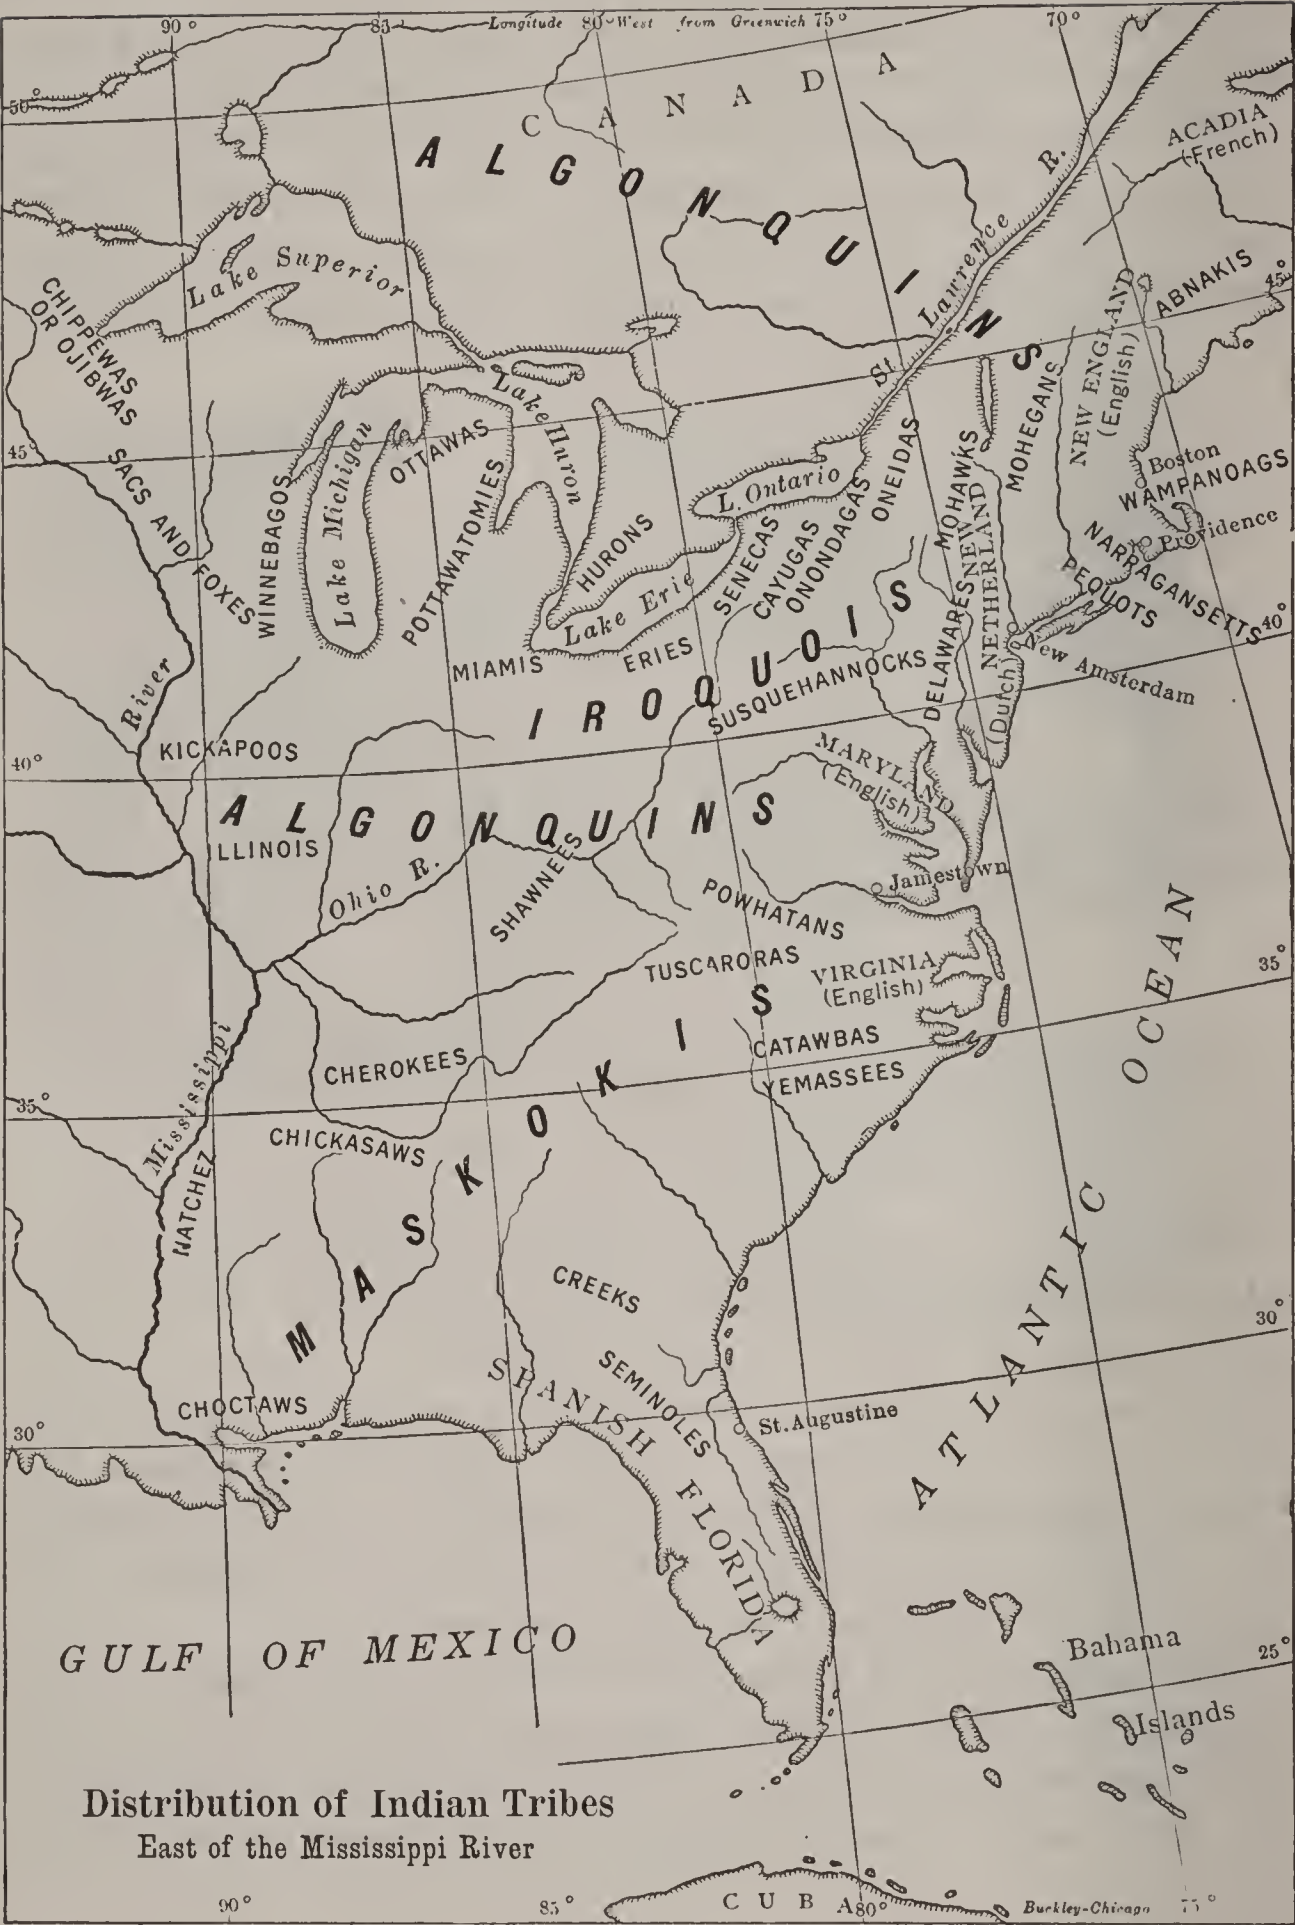 90° 85 Longitude 80° West from Greenwich 75° 70°
CANADA
50°
ALGONQUINS
ACADIA
(French)
St. Lawrence R.
Lake Superior
CHIPPEWAS
OR OJIBWAS
ABNAKIS
45°
NEW ENGLAND
(English)
MOHEGANS
Lake Huron
Lake Michigan
OTTAWAS
45°
SACS AND FOXES
WINNEBAGOS
POTTAWATOMIES
HURONS
L. Ontario
ONEIDAS
MOHAWKS
Boston
WAMPANOAGS
Providence
NARRAGANSETTS
PEQUOTS
SENECAS
CAYUGAS
ONONDAGAS
Lake Erie
NEW
NETHERLAND
(Dutch)
DELAWARES
New Amsterdam
40°
MIAMIS
ERIES
IROQUOIS
SUSQUEHANNOCKS
River
KICKAPOOS
40°
MARYLAND
(English)
ALGONQUINS
ILLINOIS
Ohio R.
SHAWNEES
Jamestown
POWHATANS
TUSCARORAS
VIRGINIA
(English)
35°
ATLANTIC OCEAN
CATAWBAS
YEMASSEES
CHEROKEES
MASKOKIS
35°
Mississippi
CHICKASAWS
NATCHEZ
CREEKS
30°
SEMINOLES
SPANISH FLORIDA
St. Augustine
CHOCTAWS
30°
GULF OF MEXICO
Bahama
Islands
25°
Distribution of Indian Tribes
East of the Mississippi River
CUBA
90° 85° 80° Buckley-Chicago 75°